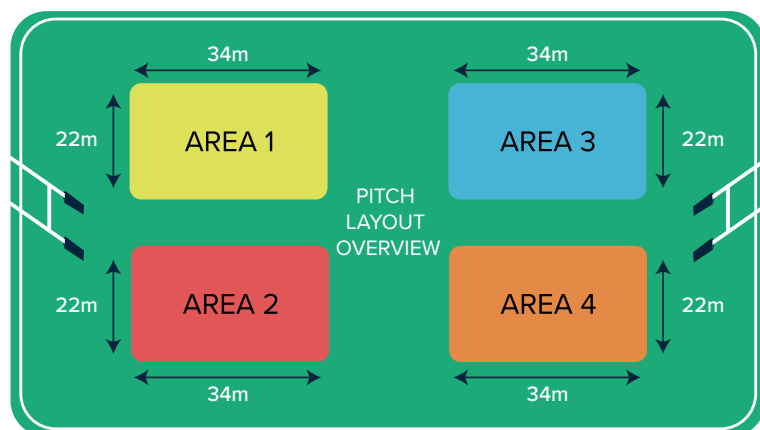 34m
34m
22m
AREA 1
AREA 3
22m
PITCH
LAYOUT
OVERVIEW
22m
AREA 2
AREA 4
22m
34m
34m